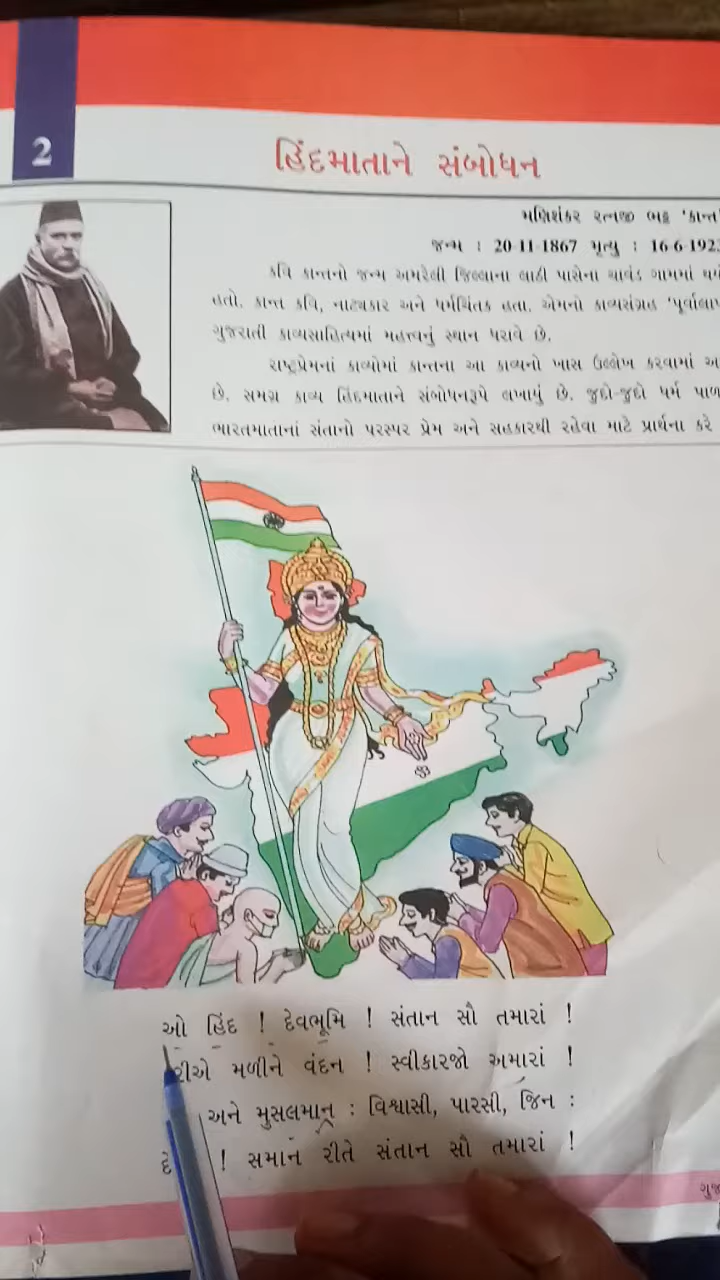 2
હિંદમાતાને સંબોધન
મણિશંકર રત્નજી ભટ્ટ 'કાન્ત'
જન્મ : 20-11-1867 મૃત્યુ : 16-6-192
કવિ કાન્તનો જન્મ અમરેલી જિલ્લાના લાઠી પાસેના ચાવંડ ગામમાં
હતો. કાન્ત કવિ, નાટ્યકાર અને ધર્મચિંતક હતા. એમનો કાવ્યસંગ્રહ
ગુજરાતી કાવ્યસાહિત્યમાં મહત્ત્વનું સ્થાન ધરાવે છે.
રાષ્ટ્રપ્રેમનાં કાવ્યોમાં કાન્તના આ કાવ્યનો ખાસ ઉલ્લેખ કરવામાં
છે. સમગ્ર કાવ્ય હિંદમાતાને સંબોધનરૂપે લખાયું છે. જુદો-જુદો ધર્મ
ભારતમાતાનાં સંતાનો પરસ્પર પ્રેમ અને સહકારથી રહેવા માટે પ્રાર્થના કરે
ઓ હિંદ ! દેવભૂમિ ! સંતાન સૌ તમારાં !
મળીને વંદન ! સ્વીકારજો અમારાં !
અને મુસલમાન : વિશ્વાસી, પારસી, જિન :
! સમાન રીતે સંતાન સૌ તમારાં !